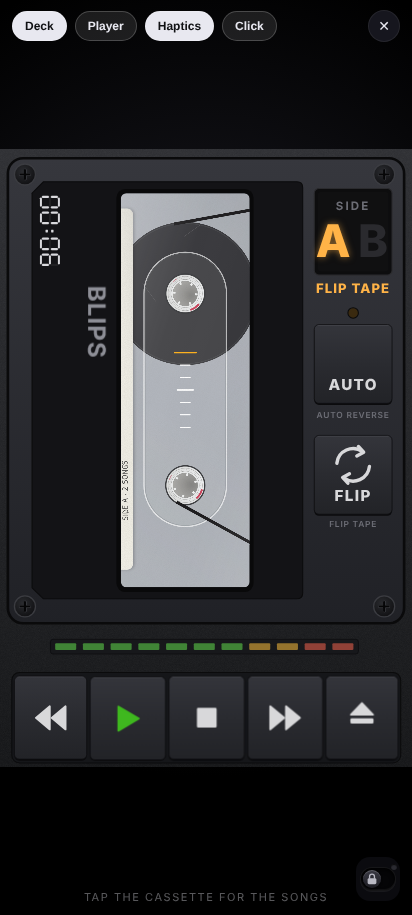 Deck
Player
Haptics
Click
00:06
BLIPS
SIDE A · 2 SONGS
SIDE
A B
FLIP TAPE
AUTO
AUTO REVERSE
FLIP
FLIP TAPE
TAP THE CASSETTE FOR THE SONGS